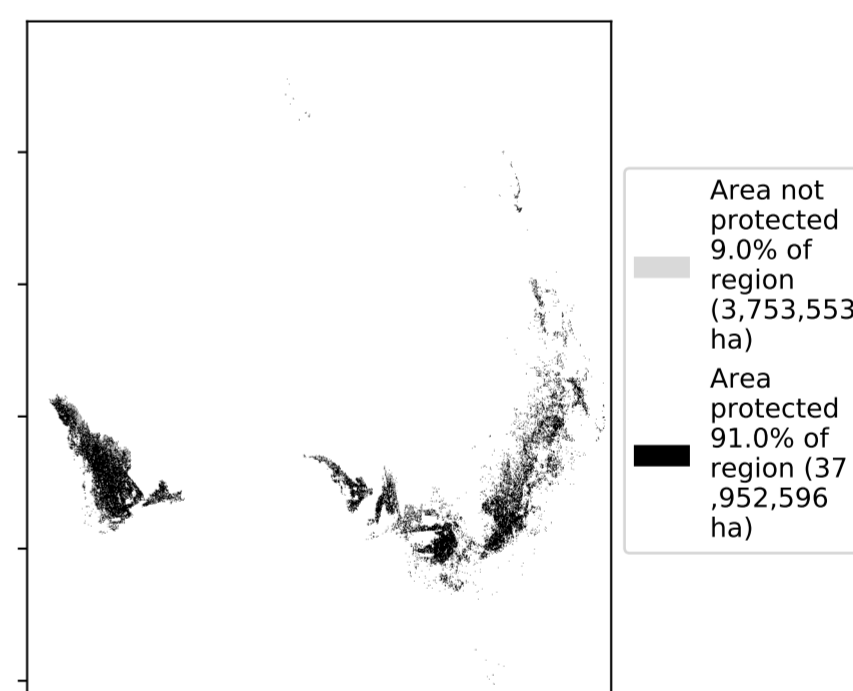 Area not
protected
9.0% of
region
(3,753,553
ha)
Area
protected
91.0% of
region (37
,952,596
ha)